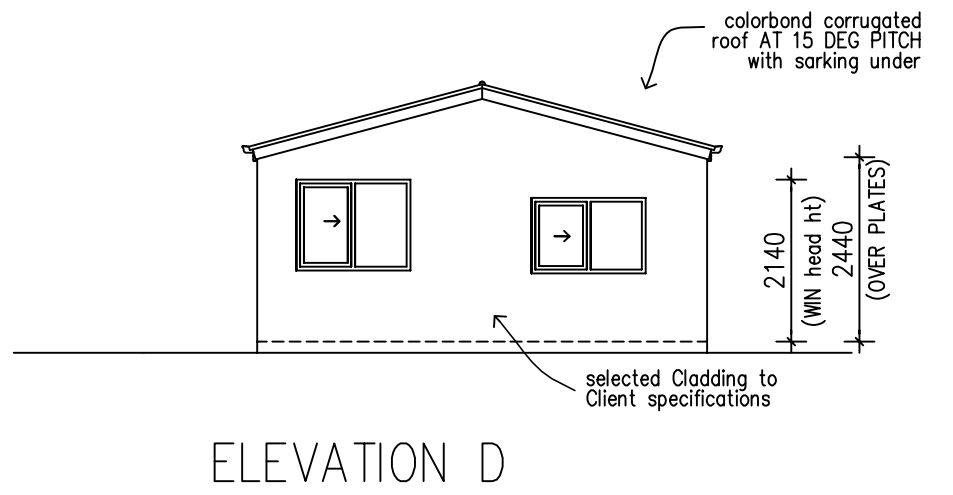 colorbond corrugated
roof AT 15 DEG PITCH
with sarking under
2140
(WIN head ht)
2440
(OVER PLATES)
selected Cladding to
Client specifications
ELEVATION D